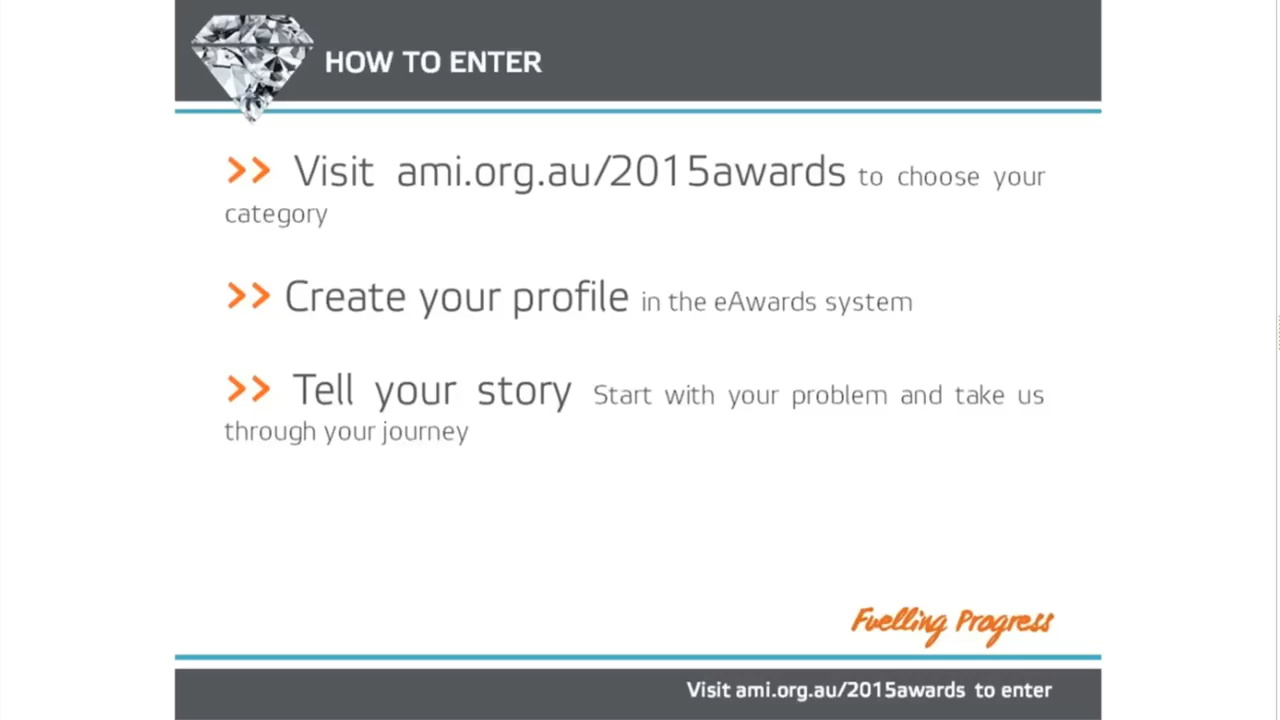 HOW TO ENTER
>> Visit ami.org.au/2015awards to choose your
category
>> Create your profile in the eAwards system
>> Tell your story Start with your problem and take us
through your journey
Fuelling Progress
Visit ami.org.au/2015awards to enter